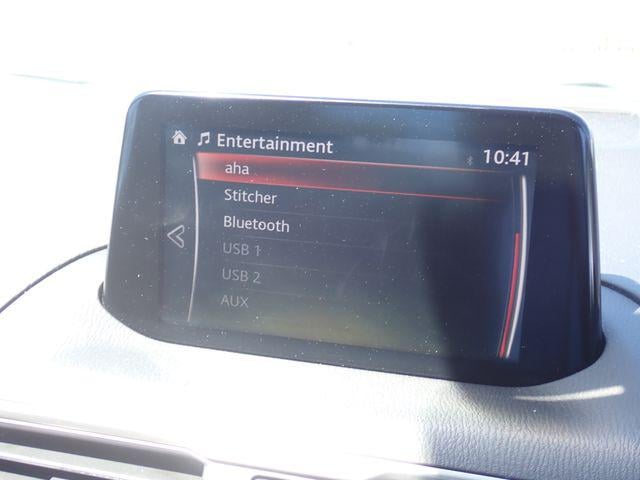 Entertainment
10:41
aha
Stitcher
Bluetooth
USB 1
USB 2
AUX